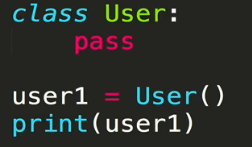 class User:
    pass
user1 = User()
print(user1)